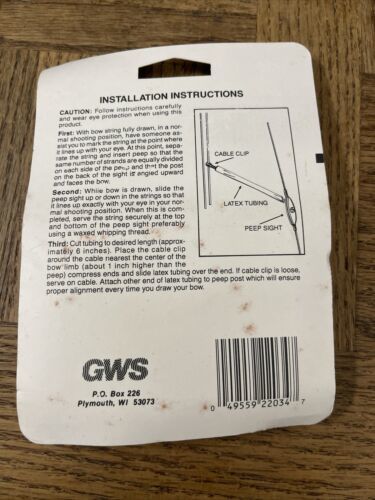 INSTALLATION INSTRUCTIONS
CAUTION: Follow instructions carefully
and wear eye protection when using this
product.
First: With bow string fully drawn, in a nor-
mal shooting position, have someone as-
sist you to mark the string at the point where
it lines up with your eye. At this point, sepa-
rate the string and insert peep so that the
same number of strands are equally divided
on each side of the peep and that the post
on the back of the sight is angled upward
and faces the bow.
Second: While bow is drawn, slide the
peep sight up or down in the strings so that
it lines up exactly with your eye in your nor-
mal shooting position. When this is com-
pleted, serve the string securely at the top
and bottom of the peep sight preferably
using a waxed whipping thread.
Third: Cut tubing to desired length (approx-
imately 6 inches). Place the cable clip
around the cable nearest the center of the
bow limb (about 1 inch higher than the
peep) compress ends and slide latex tubing over the end. If cable clip is loose,
serve on cable. Attach other end of latex tubing to peep post which will ensure
proper alignment every time you draw your bow.
CABLE CLIP
LATEX TUBING
PEEP SIGHT
GWS
P.O. Box 226
Plymouth, WI 53073
0 49559 22034 7